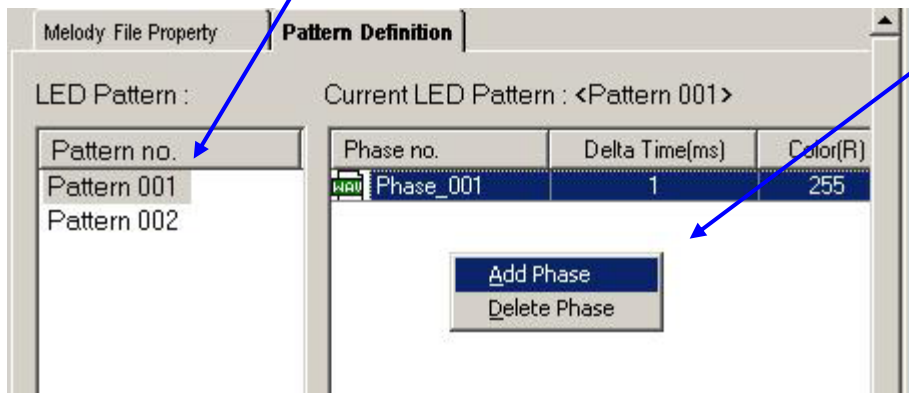 Melody File Property Pattern Definition
LED Pattern : Current LED Pattern : <Pattern 001>
Pattern no. Phase no. Delta Time(ms) Color(R)
Pattern 001 WAV Phase_001 1 255
Pattern 002
Add Phase
Delete Phase